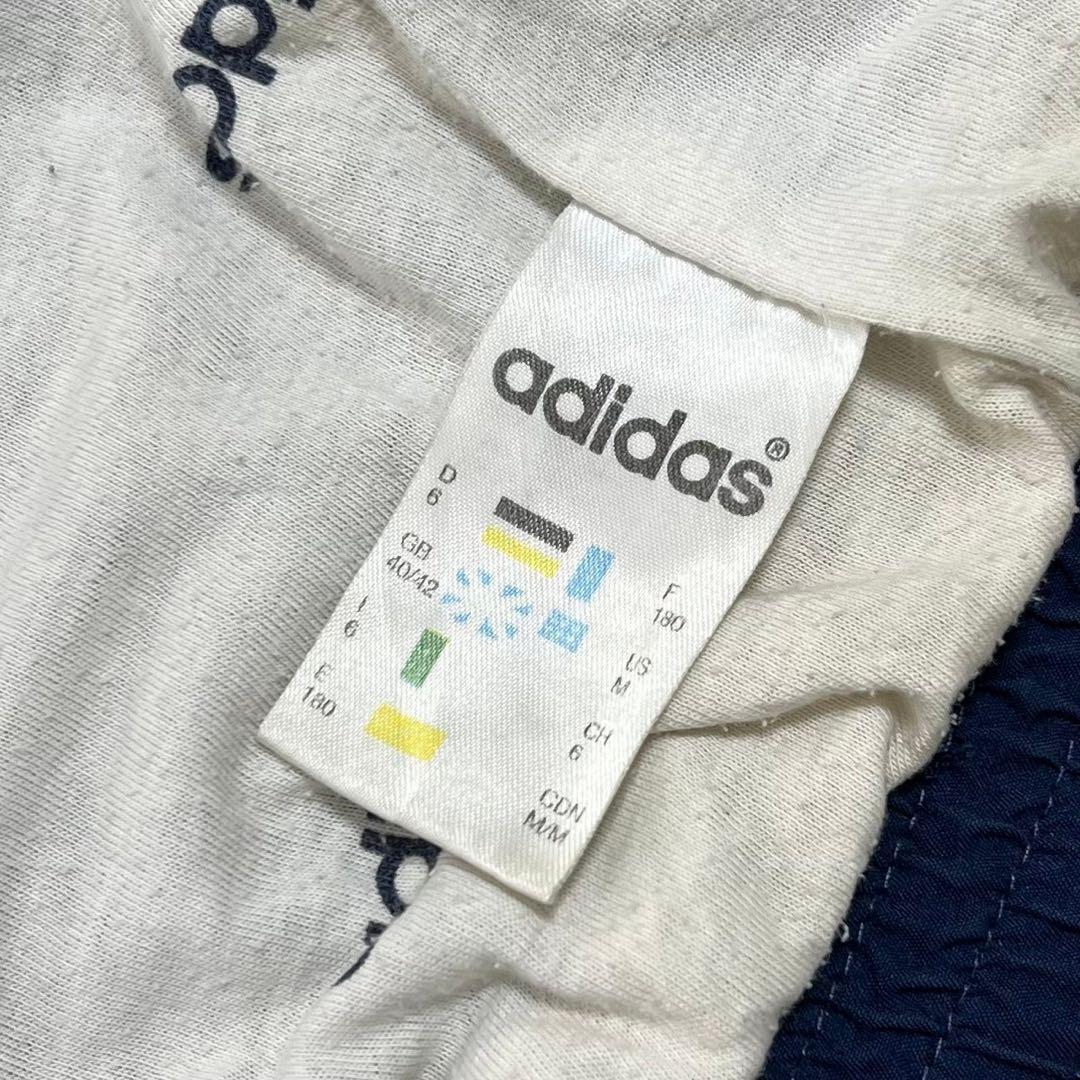 adidas®
D
6
GB
40/42
I
6
E
180
F
180
US
M
CH
6
CDN
M/M